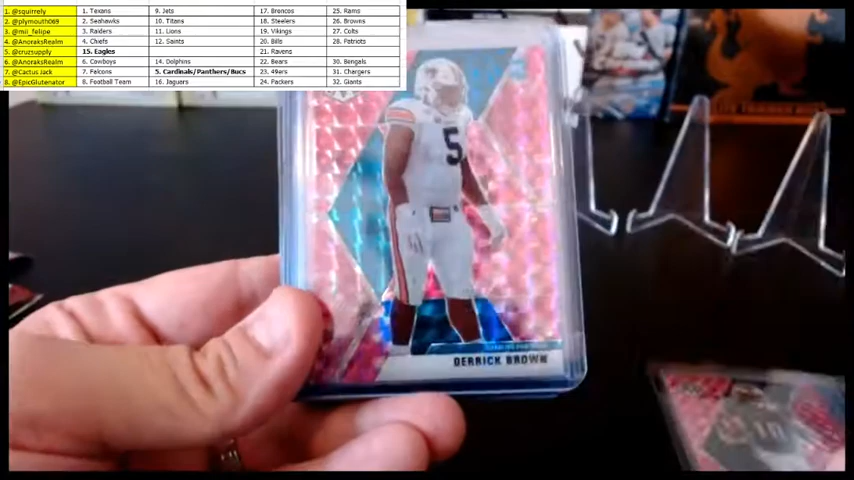 1. @squirrely 1. Texans 9. Jets 17. Broncos 25. Rams
2. @plymouth069 2. Seahawks 10. Titans 18. Steelers 26. Browns
3. @mii_felipe 3. Raiders 11. Lions 19. Vikings 27. Colts
4. @AnoraksRealm 4. Chiefs 12. Saints 20. Bills 28. Patriots
5. @cruzsupply 15. Eagles 21. Ravens
6. @AnoraksRealm 6. Cowboys 14. Dolphins 22. Bears 30. Bengals
7. @Cactus Jack 7. Falcons 5. Cardinals/Panthers/Bucs 23. 49ers 31. Chargers
8. @EpicGlutenator 8. Football Team 16. Jaguers 24. Packers 32. Giants
5
DERRICK BROWN
10